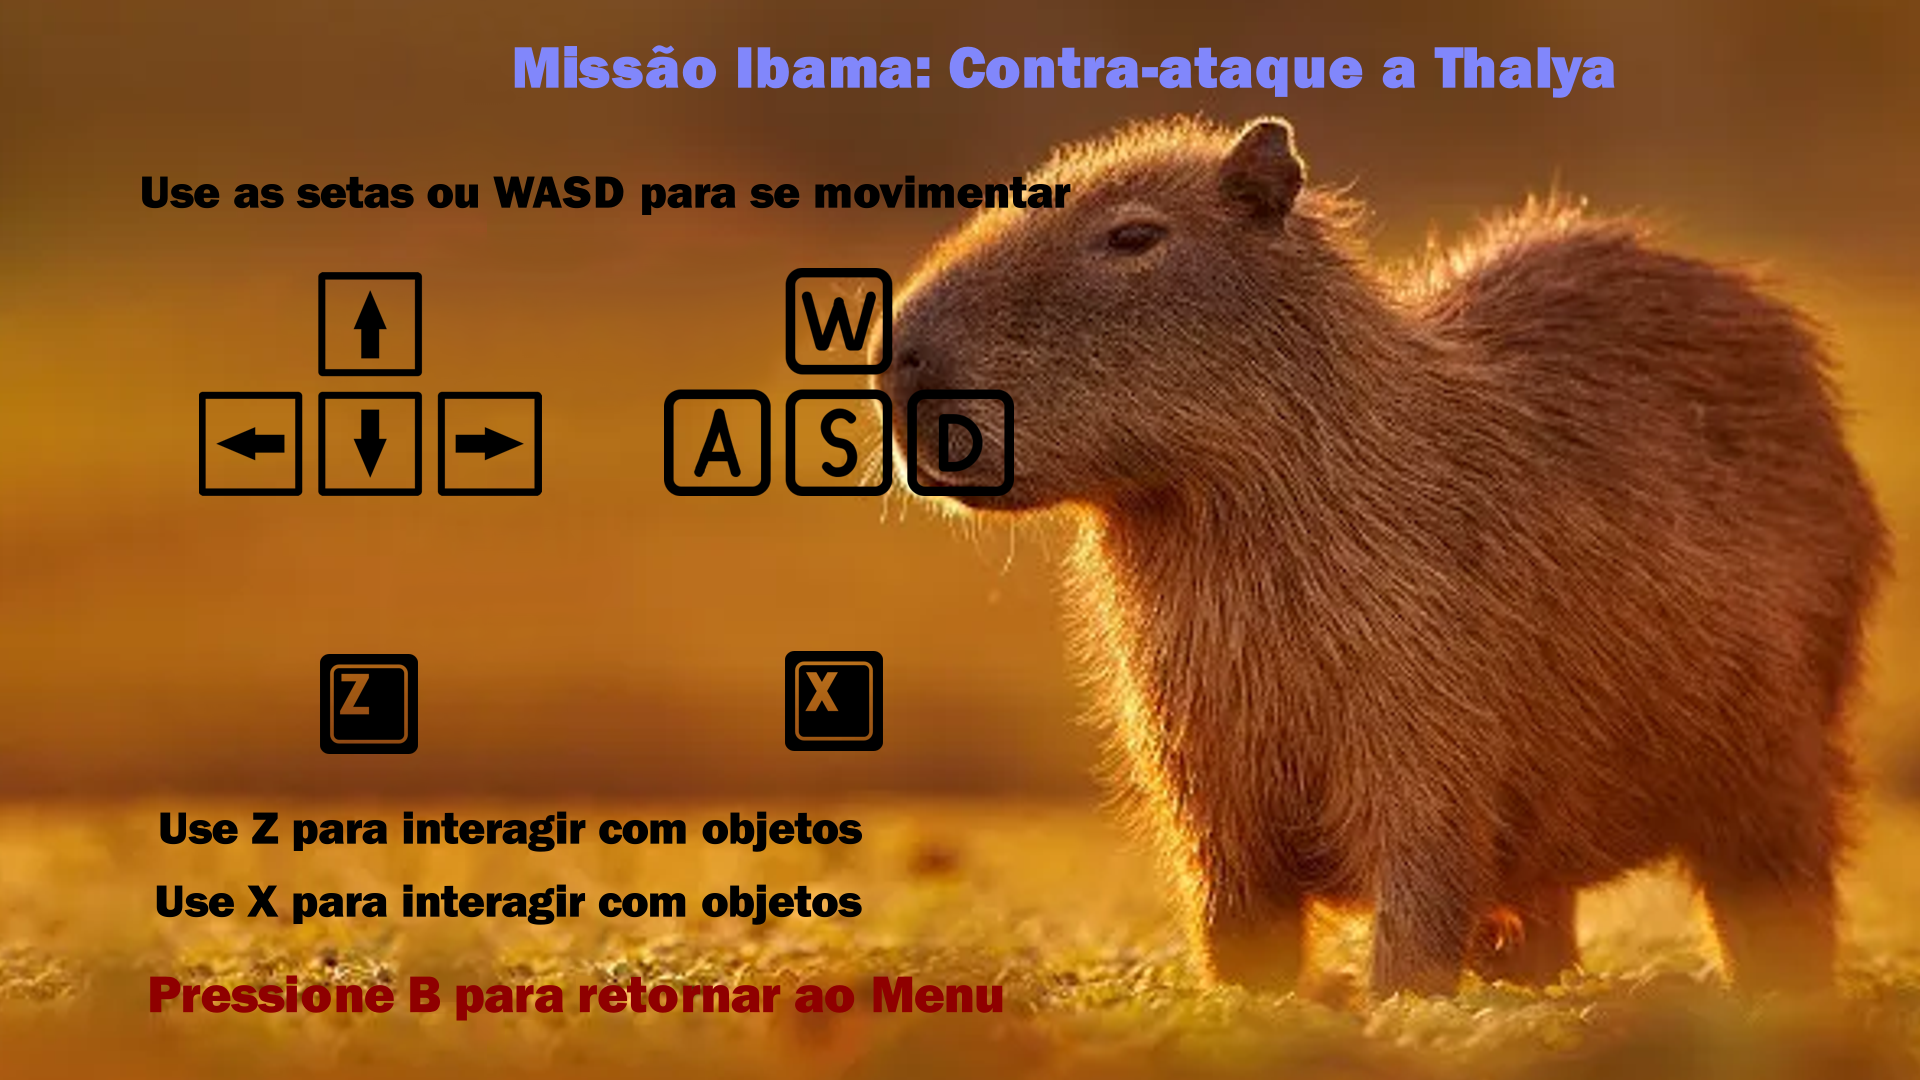 Missão Ibama: Contra-ataque a Thalya
Use as setas ou WASD para se movimentar
W
A S D
Z X
Use Z para interagir com objetos
Use X para interagir com objetos
Pressione B para retornar ao Menu